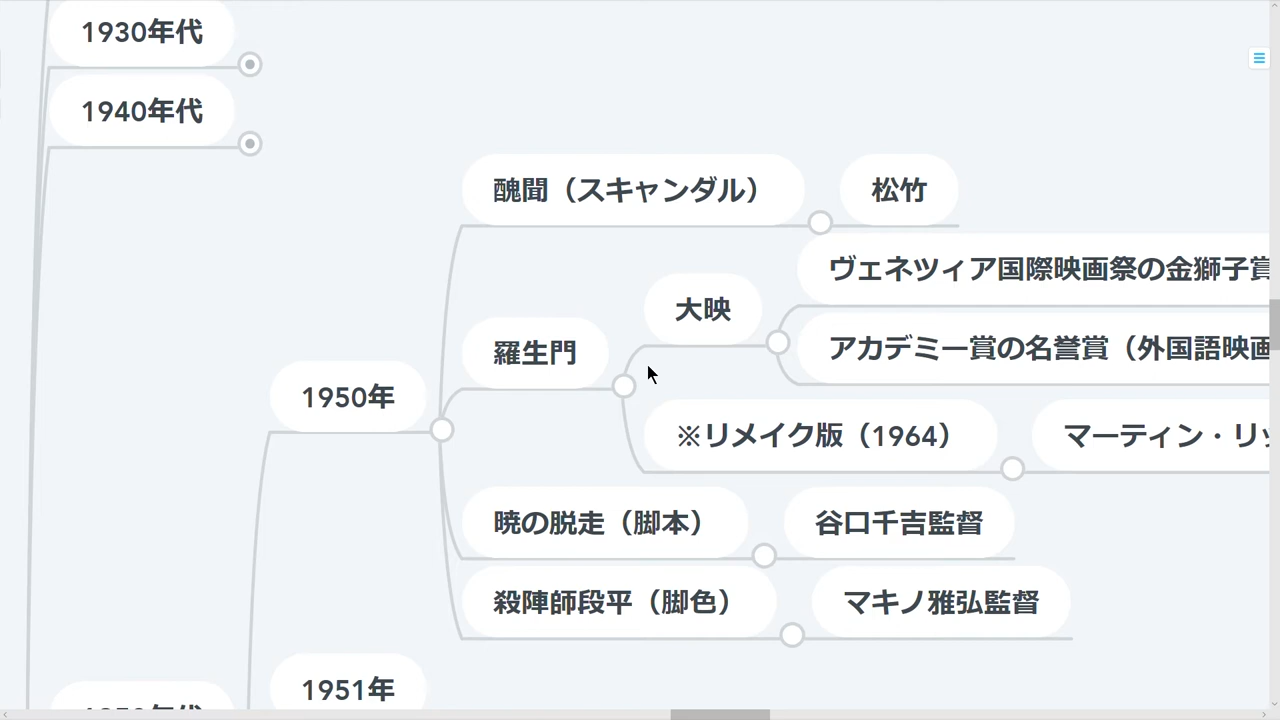 1930年代
1940年代
醜聞（スキャンダル）
松竹
ヴェネツィア国際映画祭の金獅子賞
大映
羅生門
アカデミー賞の名誉賞（外国語映画
1950年
※リメイク版（1964）
マーティン・リッ
暁の脱走（脚本）
谷口千吉監督
殺陣師段平（脚色）
マキノ雅弘監督
1951年